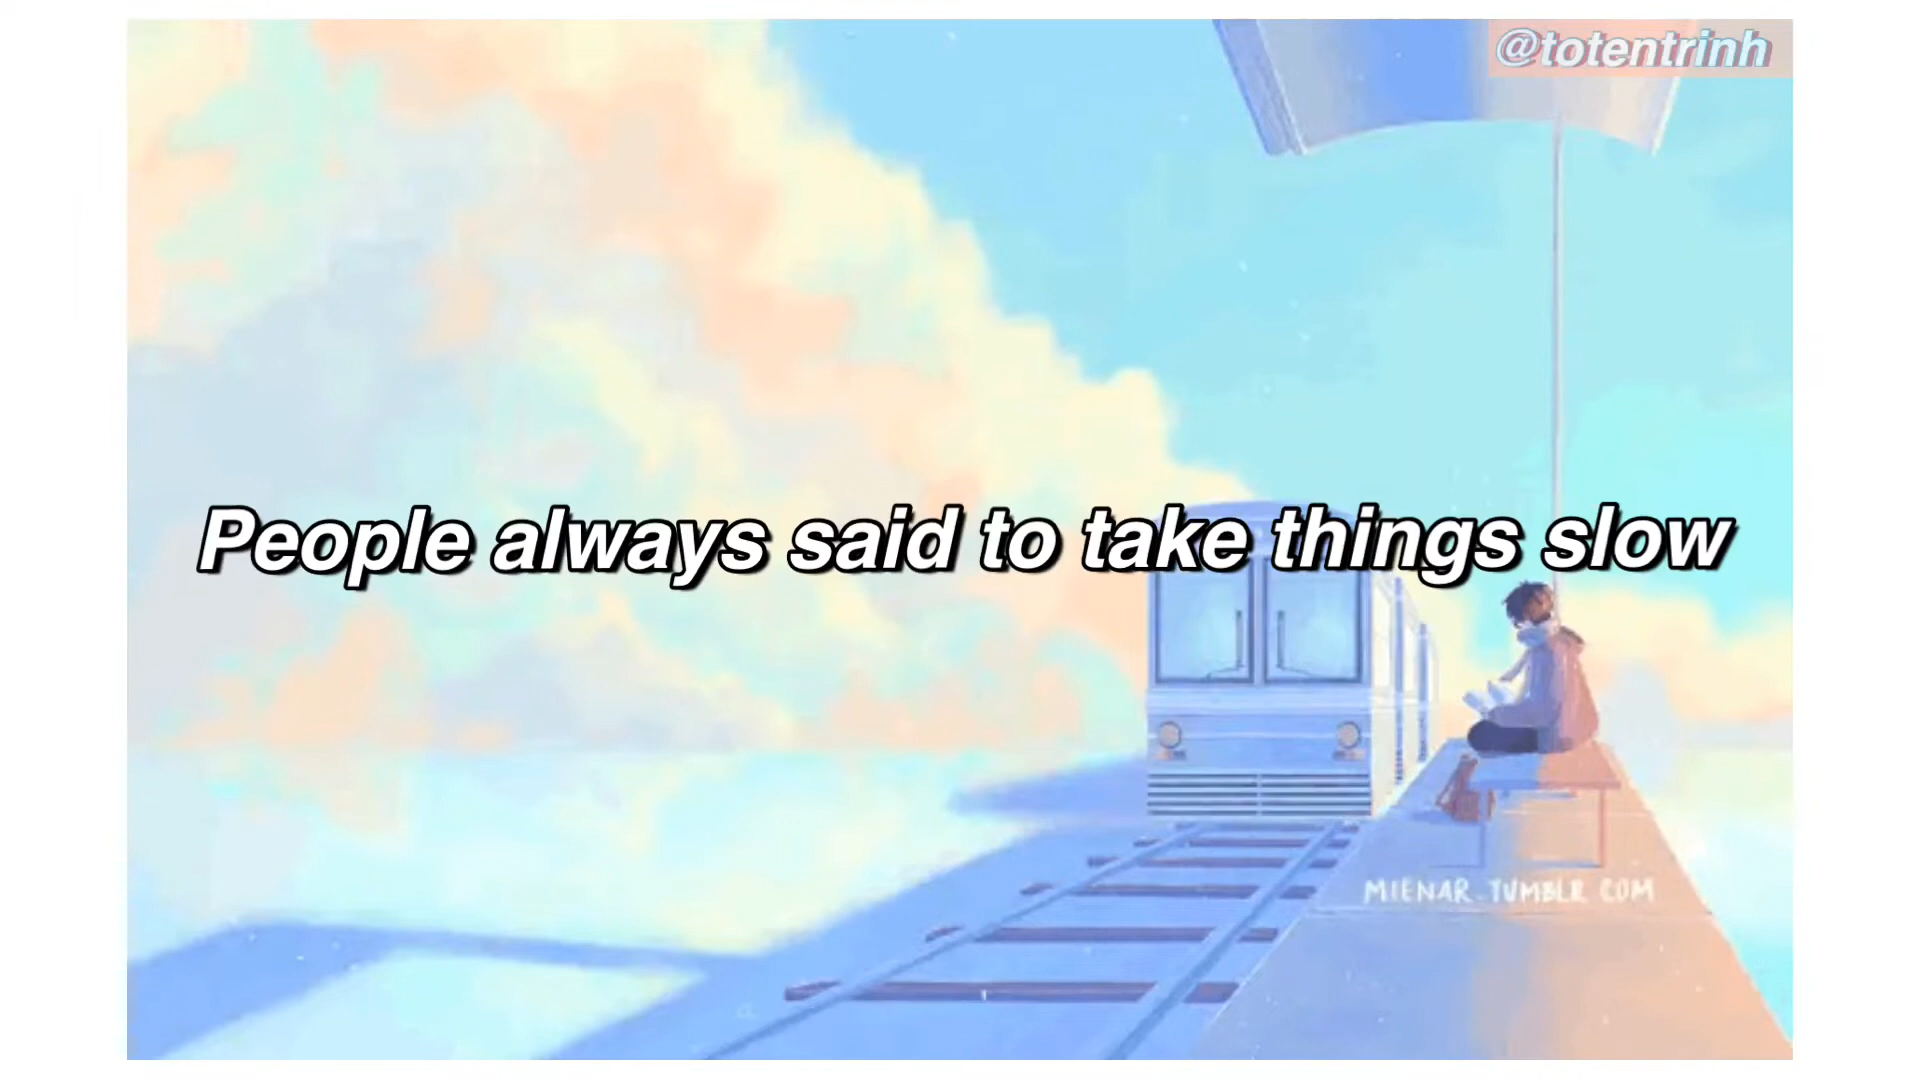 @totentrinh
People always said to take things slow
MIENAR.TUMBLR.COM